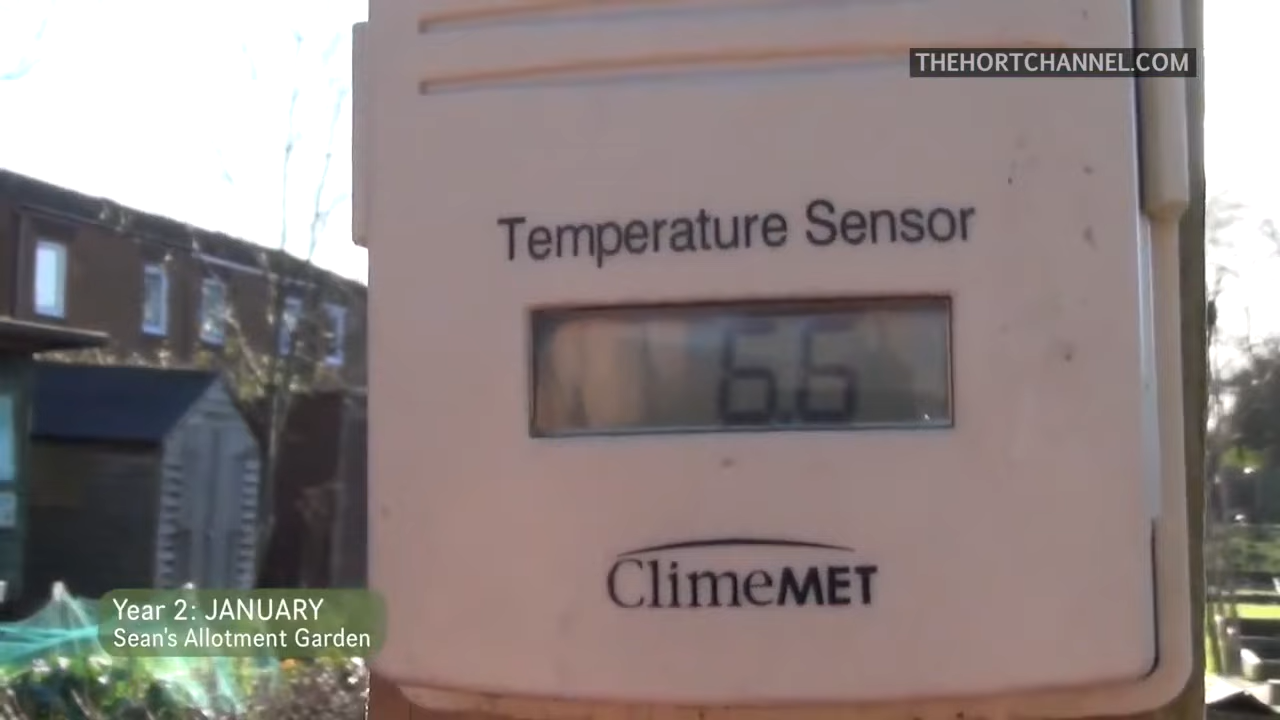 THEHORTCHANNEL.COM
Temperature Sensor
6.6
ClimeMET
Year 2: JANUARY
Sean's Allotment Garden